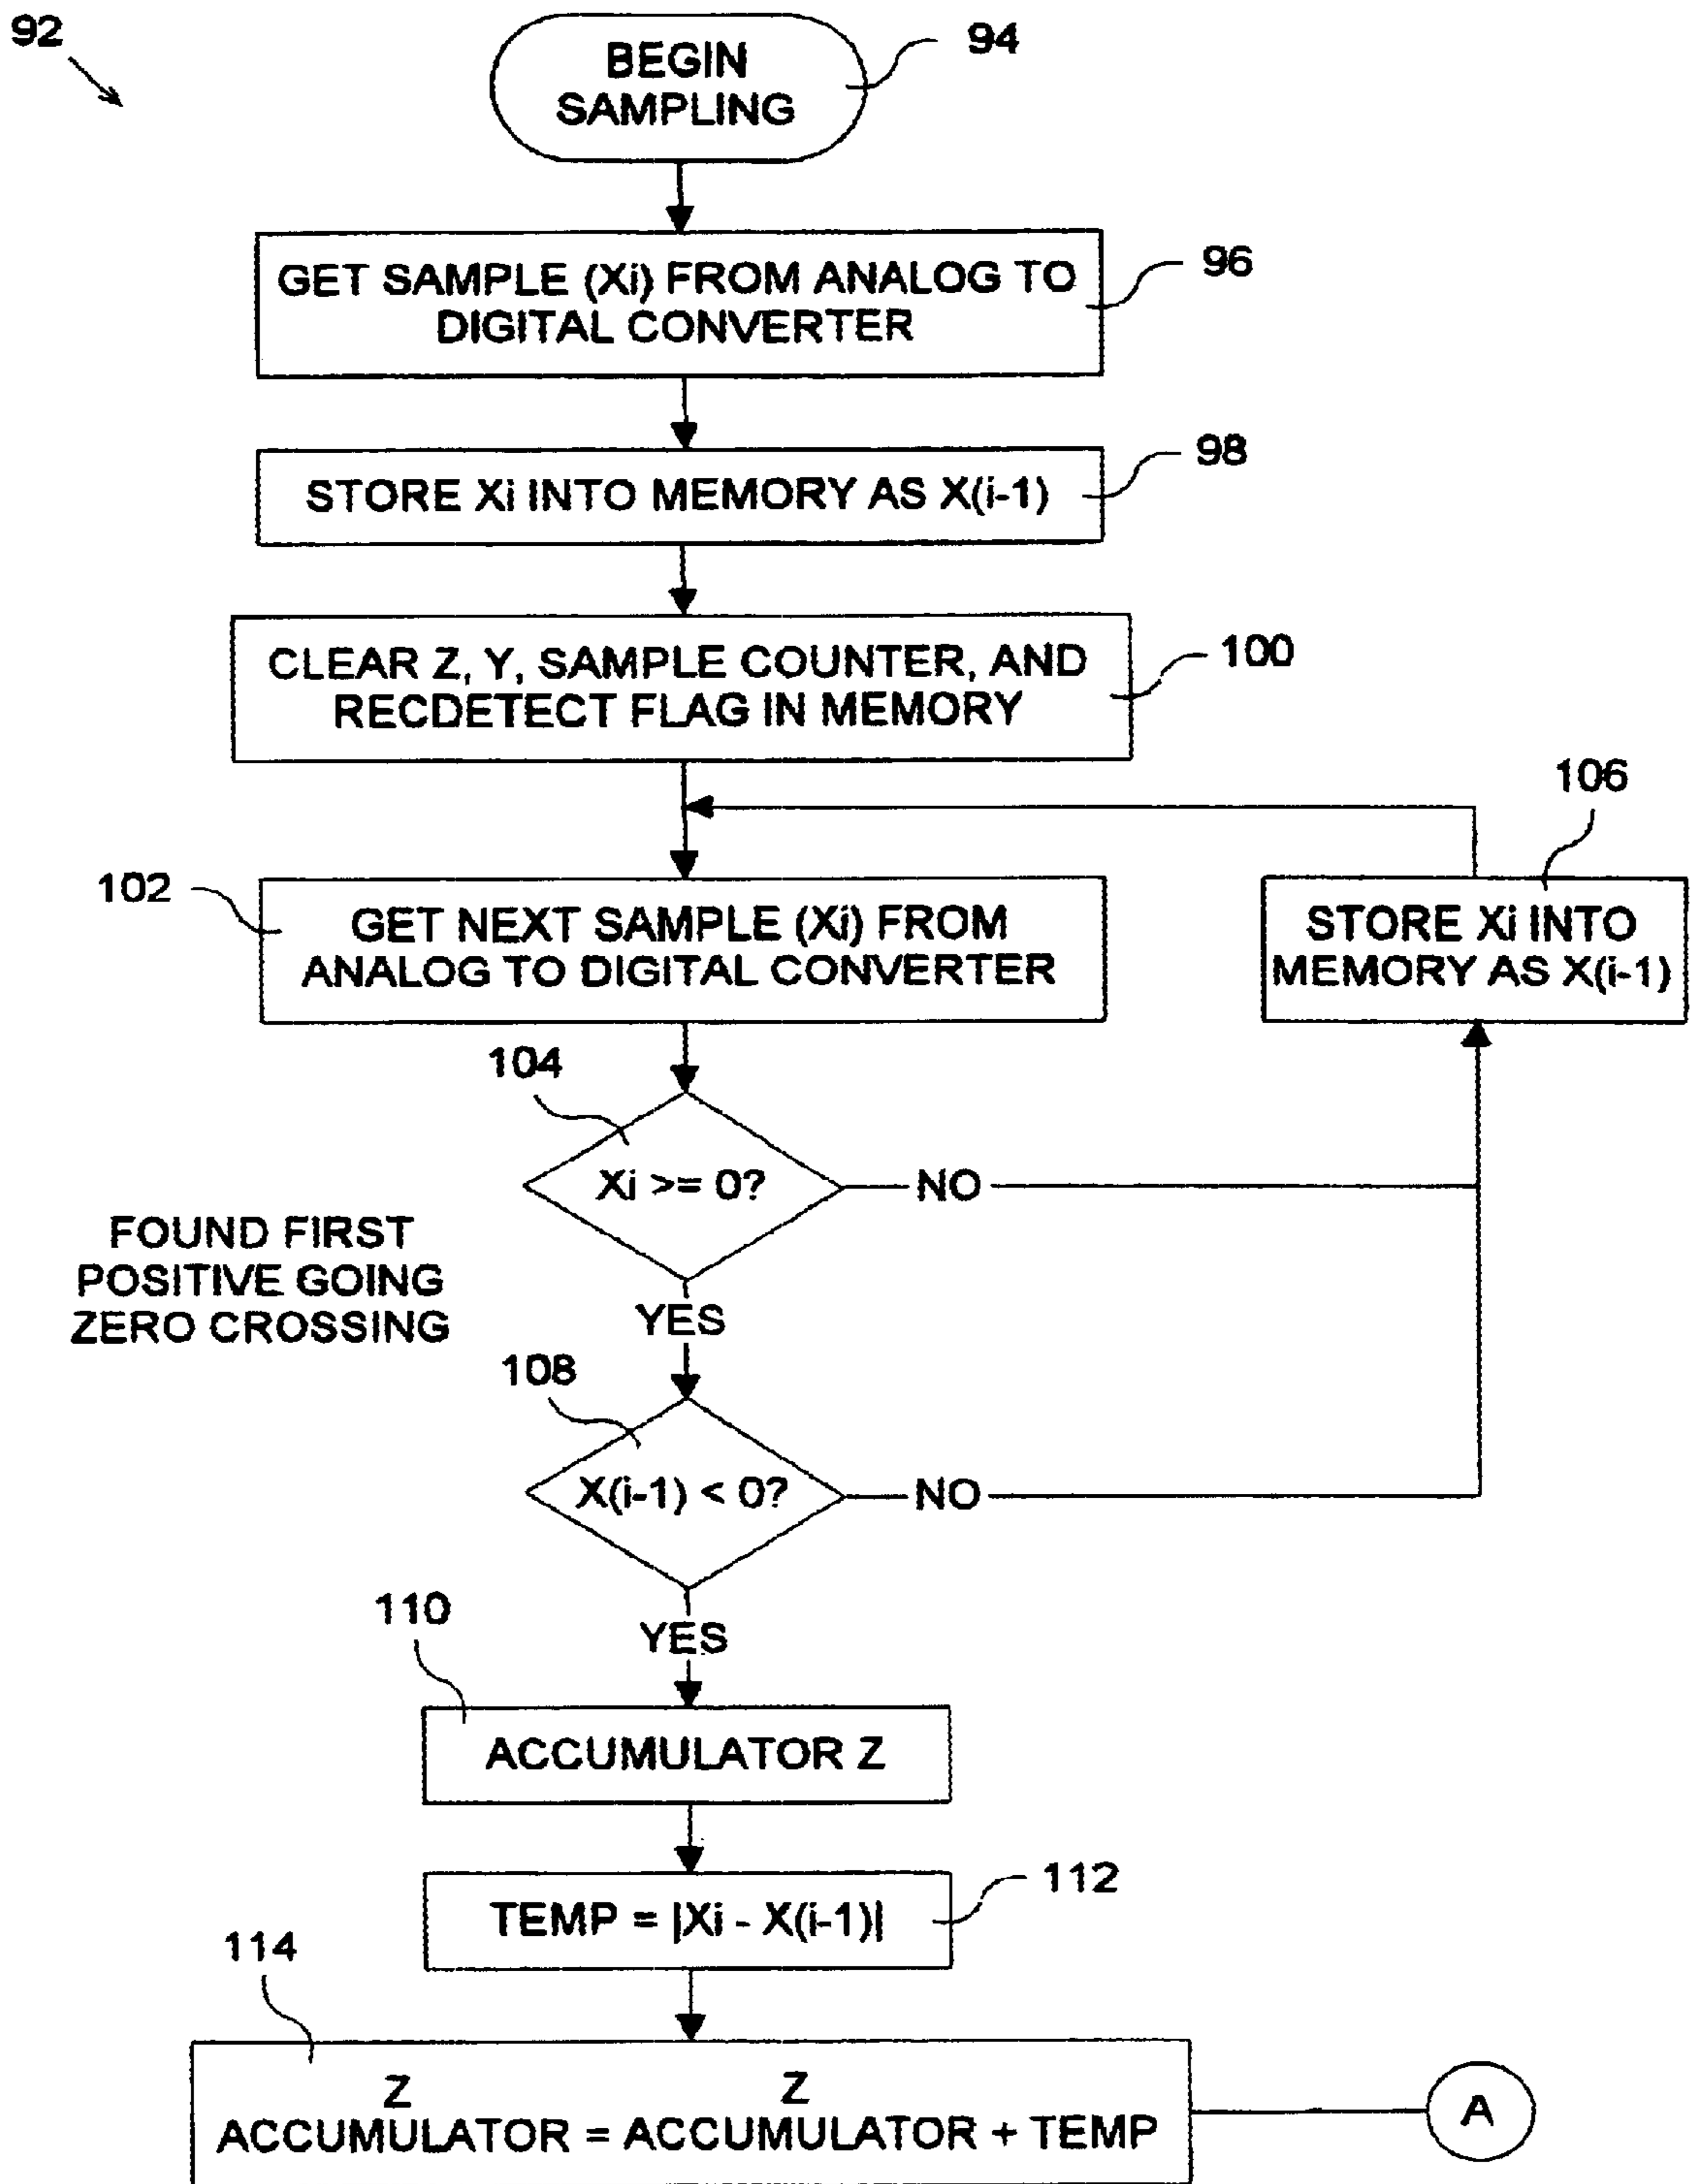 92
BEGIN
SAMPLING
94
GET SAMPLE (Xi) FROM ANALOG TO
DIGITAL CONVERTER
96
STORE Xi INTO MEMORY AS X(i-1)
98
CLEAR Z, Y, SAMPLE COUNTER, AND
RECDETECT FLAG IN MEMORY
100
102
GET NEXT SAMPLE (Xi) FROM
ANALOG TO DIGITAL CONVERTER
106
STORE Xi INTO
MEMORY AS X(i-1)
104
Xi >= 0?
NO
FOUND FIRST
POSITIVE GOING
ZERO CROSSING
YES
108
X(i-1) < 0?
NO
YES
110
ACCUMULATOR Z
TEMP = |Xi - X(i-1)|
112
114
Z Z
ACCUMULATOR = ACCUMULATOR + TEMP
A